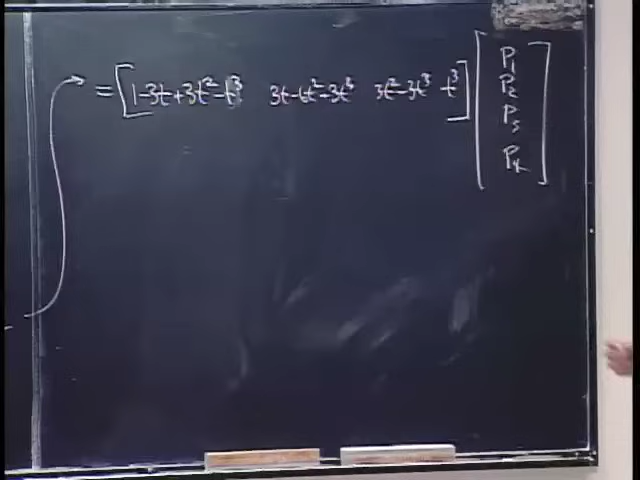 = [1-3t+3t²-t³ 3t-6t²+3t³ 3t²-3t³ t³] [P₁
P₂
P₃
P₄]